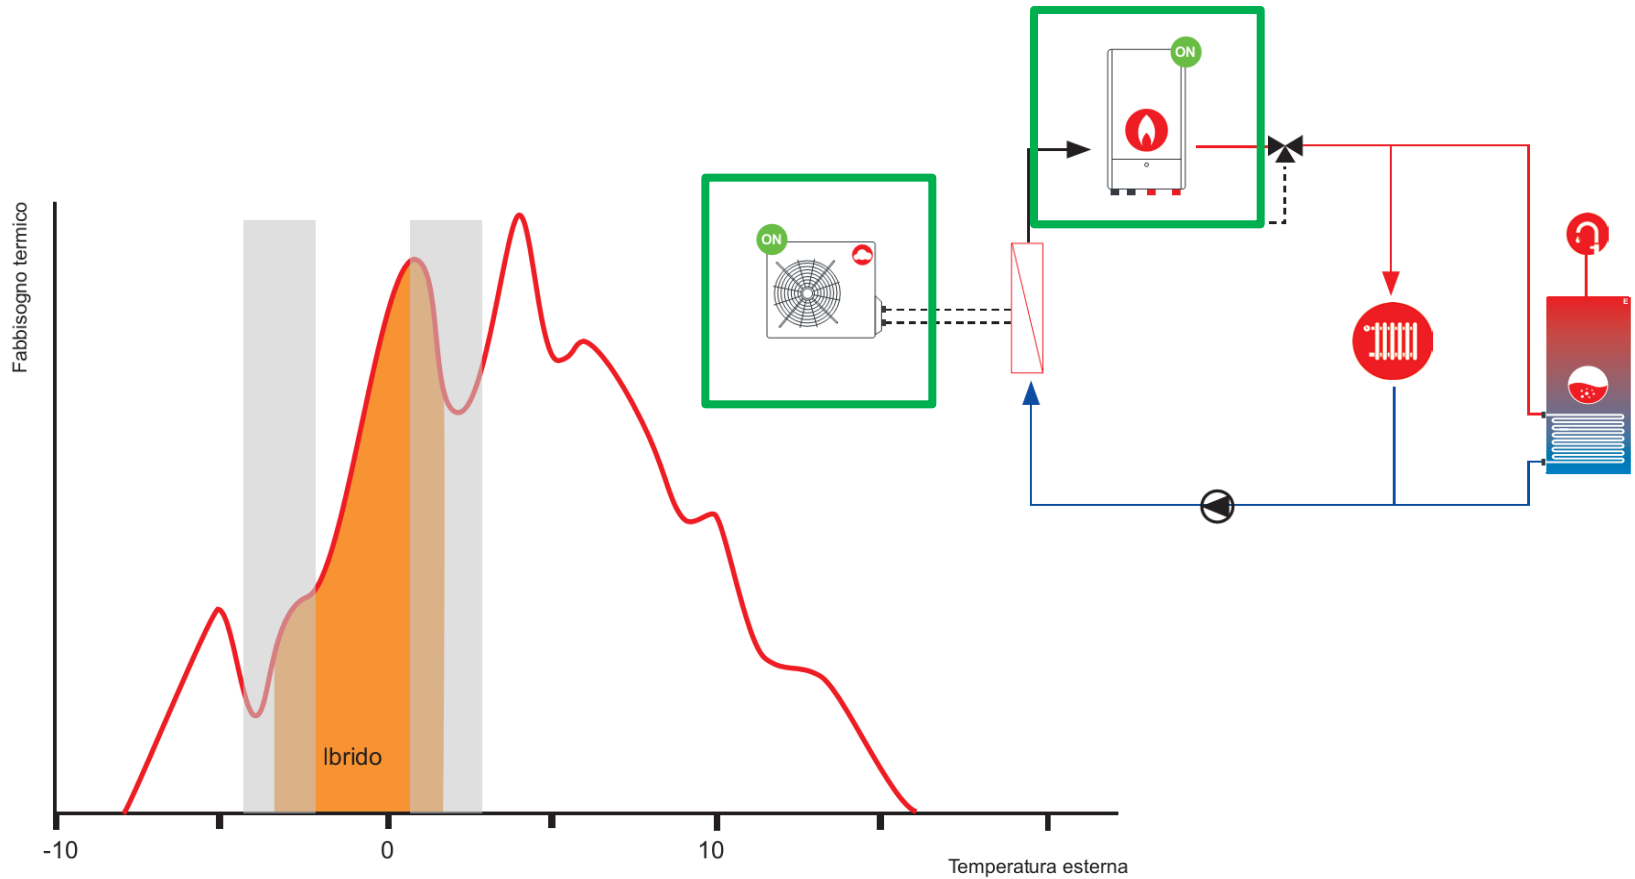 ON
ON
E
Fabbisogno termico
Ibrido
-10
0
10
Temperatura esterna